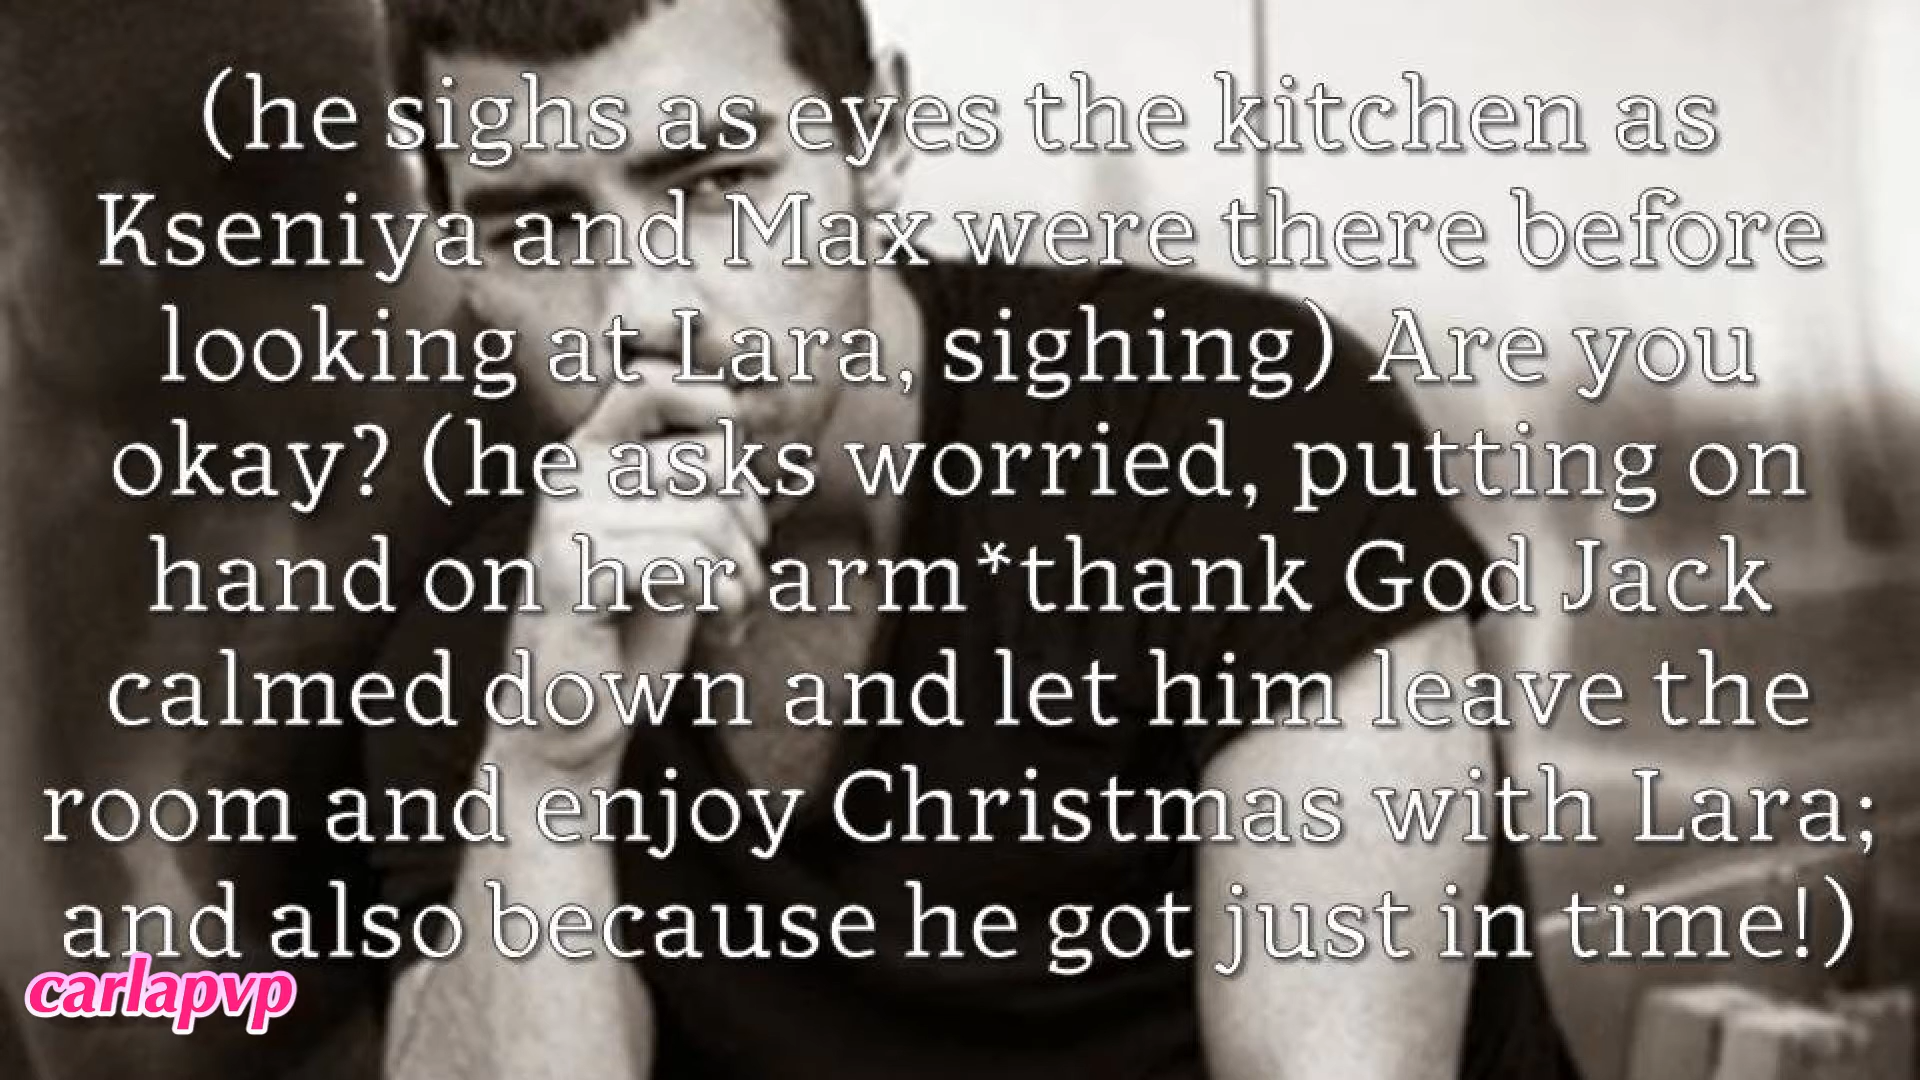 (he sighs as eyes the kitchen as
Kseniya and Max were there before
looking at Lara, sighing) Are you
okay? (he asks worried, putting on
hand on her arm*thank God Jack
calmed down and let him leave the
room and enjoy Christmas with Lara;
and also because he got just in time!)
carlapvp